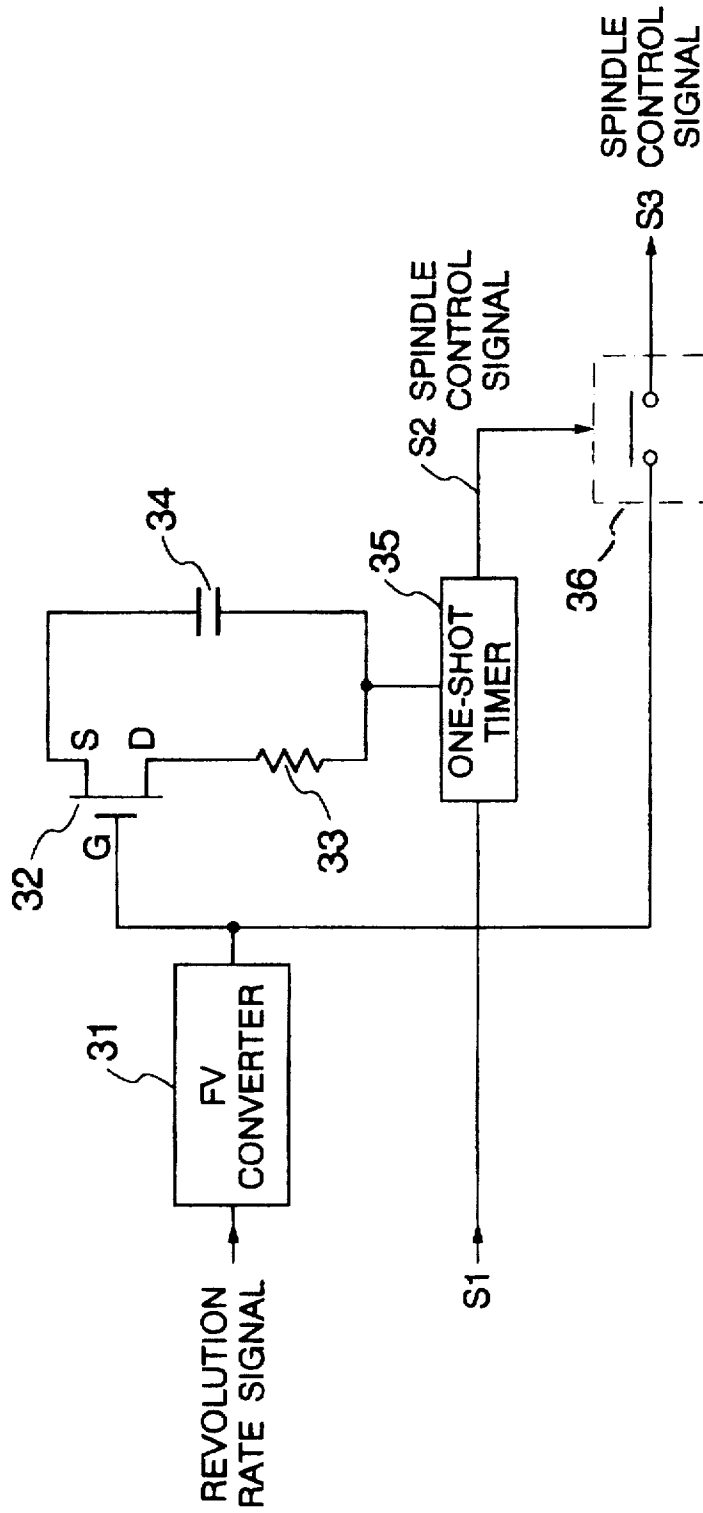 REVOLUTION
RATE SIGNAL
31
FV
CONVERTER
32
G
S
D
33
34
S1
35
ONE-SHOT
TIMER
S2 SPINDLE
CONTROL
SIGNAL
36
SPINDLE
S3 CONTROL
SIGNAL